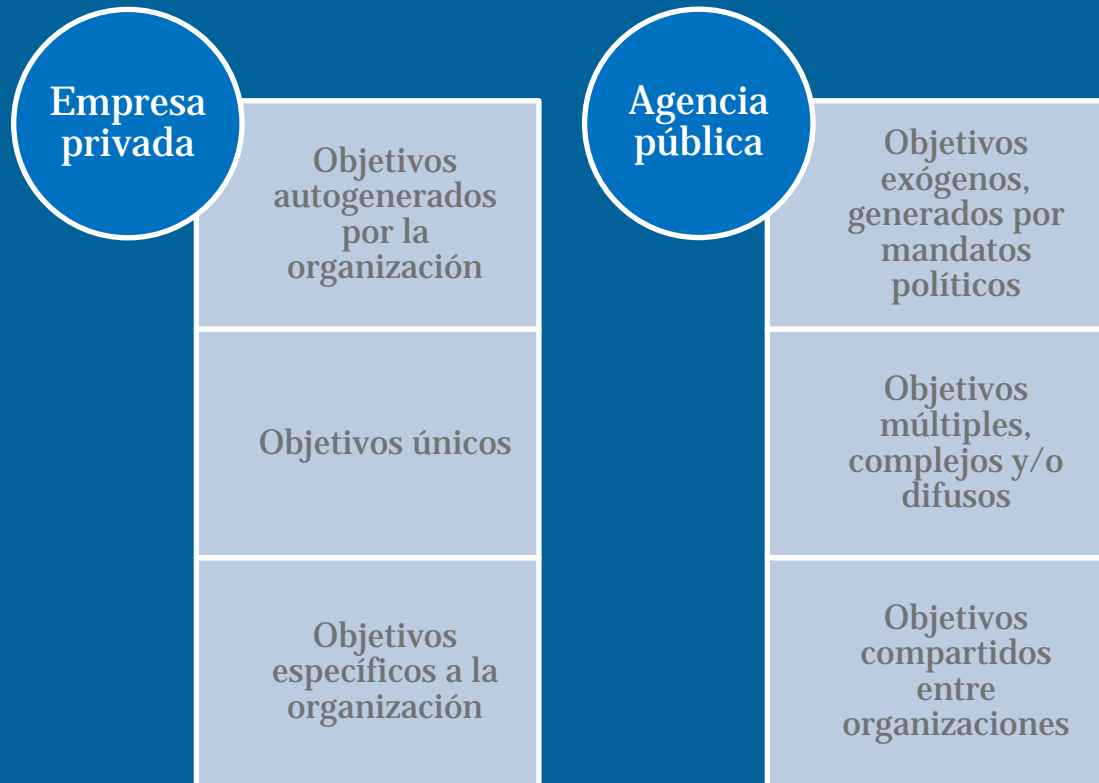 Empresa
privada
Objetivos
autogenerados
por la
organización
Objetivos únicos
Objetivos
específicos a la
organización
Agencia
pública
Objetivos
exógenos,
generados por
mandatos
políticos
Objetivos
múltiples,
complejos y/o
difusos
Objetivos
compartidos
entre
organizaciones